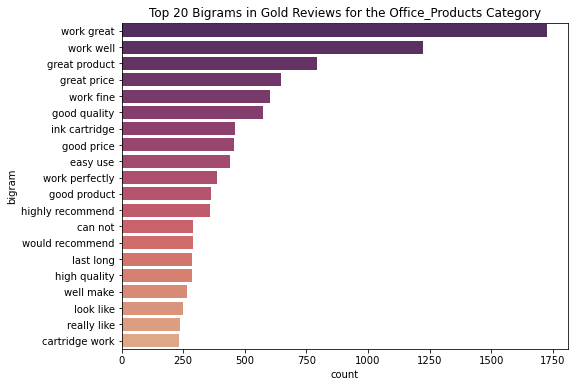 Top 20 Bigrams in Gold Reviews for the Office_Products Category
work great
work well
great product
great price
work fine
good quality
ink cartridge
good price
easy use
work perfectly
good product
highly recommend
can not
would recommend
last long
high quality
well make
look like
really like
cartridge work
bigram
0 250 500 750 1000 1250 1500 1750
count